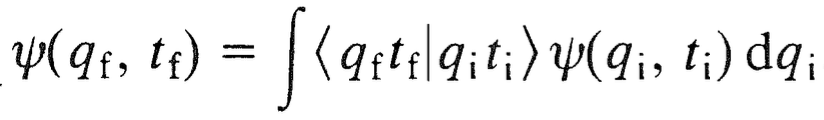 ψ(q_f, t_f) = ∫⟨q_f t_f|q_i t_i⟩ψ(q_i, t_i) dq_i